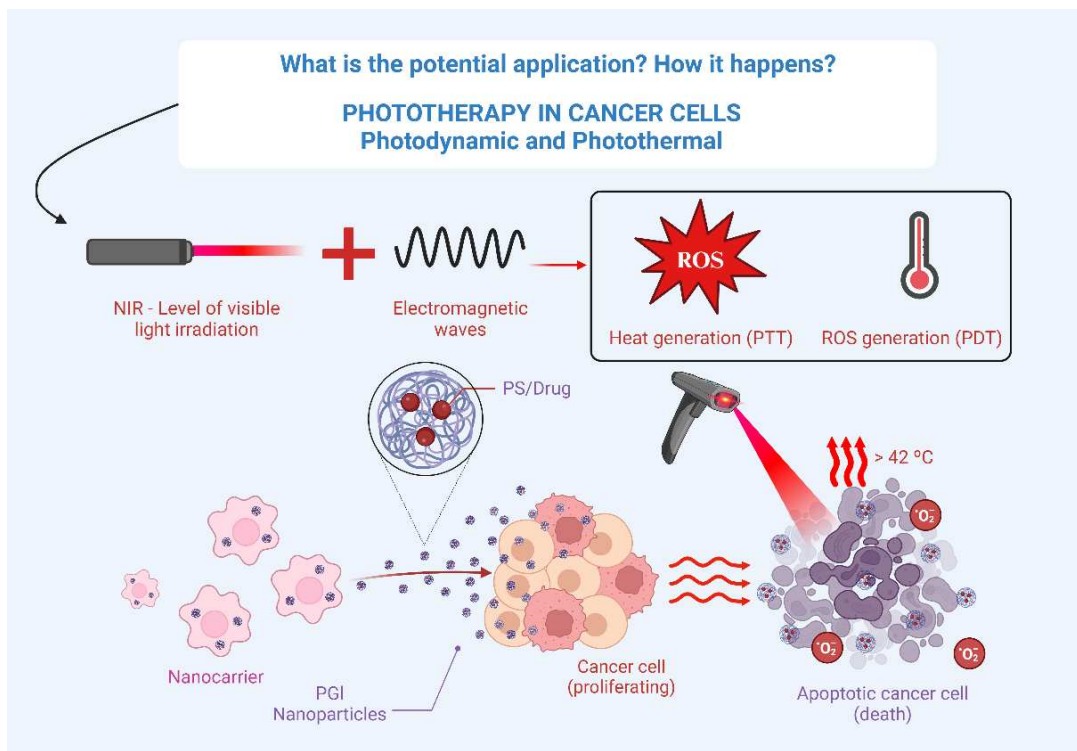 What is the potential application? How it happens?
PHOTOTHERAPY IN CANCER CELLS
Photodynamic and Photothermal
NIR - Level of visible
light irradiation
Electromagnetic
waves
ROS
Heat generation (PTT)
ROS generation (PDT)
PS/Drug
> 42 ºC
•O₂⁻
•O₂⁻
•O₂⁻
Nanocarrier
PGI
Nanoparticles
Cancer cell
(proliferating)
Apoptotic cancer cell
(death)